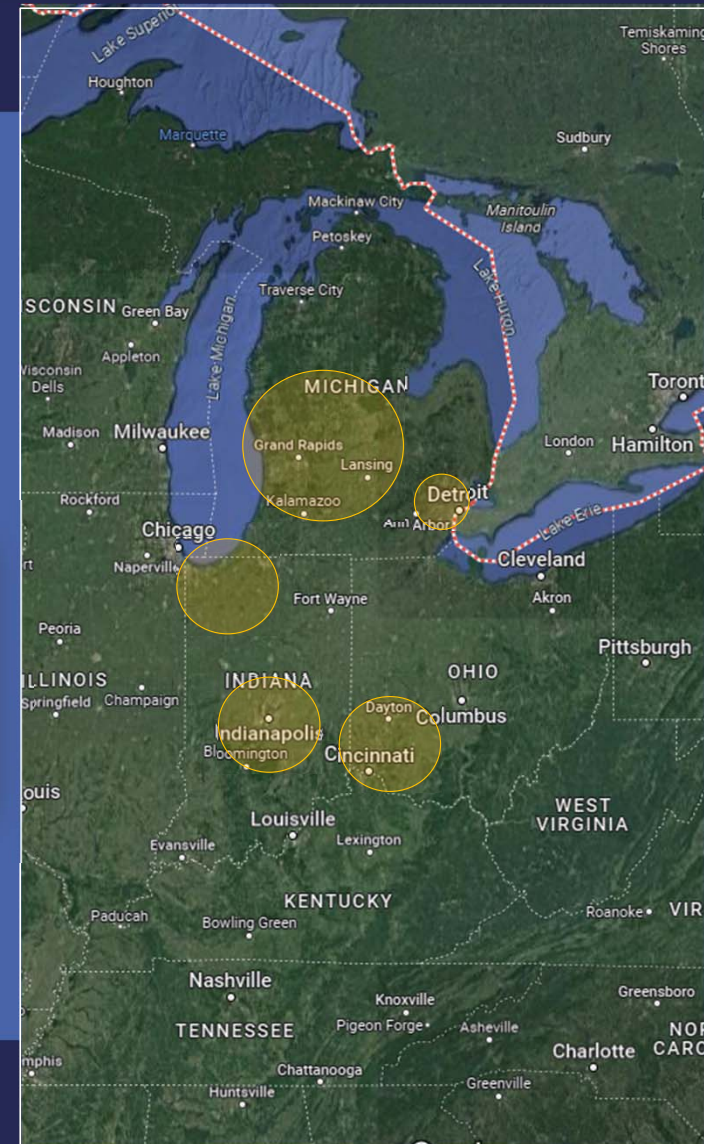 Lake Superior
Temiskaming
Shores
Houghton
Marquette
Sudbury
Mackinaw City
Manitoulin
Island
Petoskey
Lake Huron
Traverse City
ISCONSIN
Green Bay
Lake Michigan
Appleton
Wisconsin
Dells
MICHIGAN
Toront
Madison
Milwaukee
Grand Rapids
London
Hamilton
Lansing
Rockford
Kalamazoo
Detroit
Ann Arbor
Lake Erie
Chicago
Naperville
rt
Cleveland
Fort Wayne
Akron
Peoria
Pittsburgh
ILLINOIS
INDIANA
OHIO
Springfield
Champaign
Dayton
Columbus
Indianapolis
Bloomington
Cincinnati
ouis
WEST
VIRGINIA
Louisville
Evansville
Lexington
KENTUCKY
Paducah
Bowling Green
Roanoke
VIR
Nashville
Knoxville
Greensboro
TENNESSEE
Pigeon Forge
Asheville
NOR
CARO
Charlotte
mphis
Chattanooga
Huntsville
Greenville